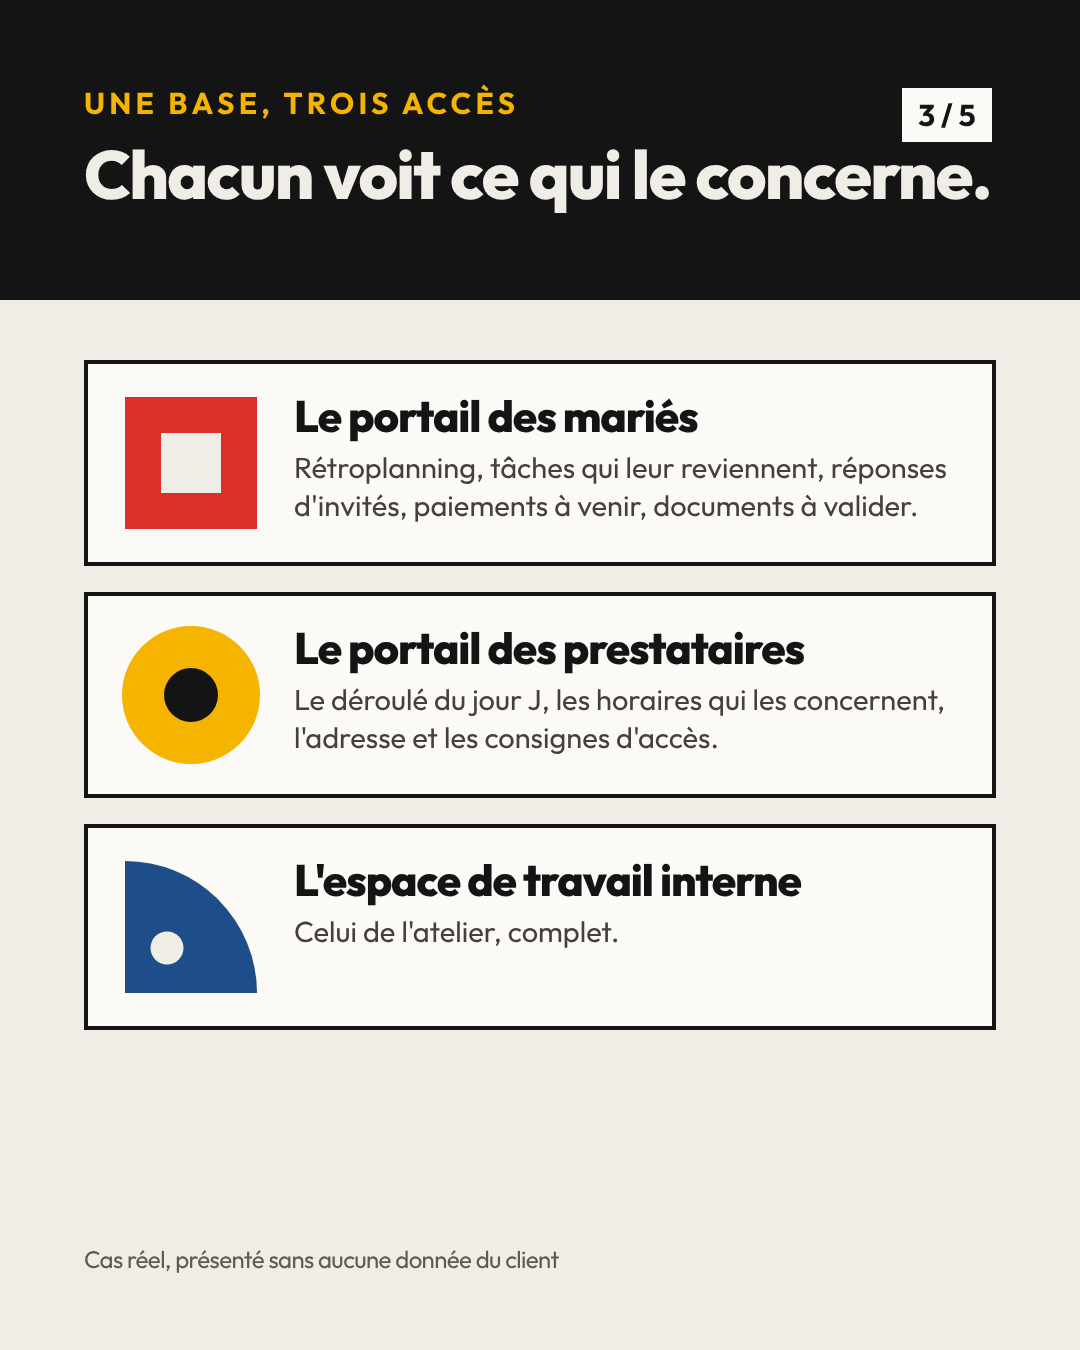 UNE BASE, TROIS ACCÈS
3 / 5
Chacun voit ce qui le concerne.
Le portail des mariés
Rétroplanning, tâches qui leur reviennent, réponses
d'invités, paiements à venir, documents à valider.
Le portail des prestataires
Le déroulé du jour J, les horaires qui les concernent,
l'adresse et les consignes d'accès.
L'espace de travail interne
Celui de l'atelier, complet.
Cas réel, présenté sans aucune donnée du client